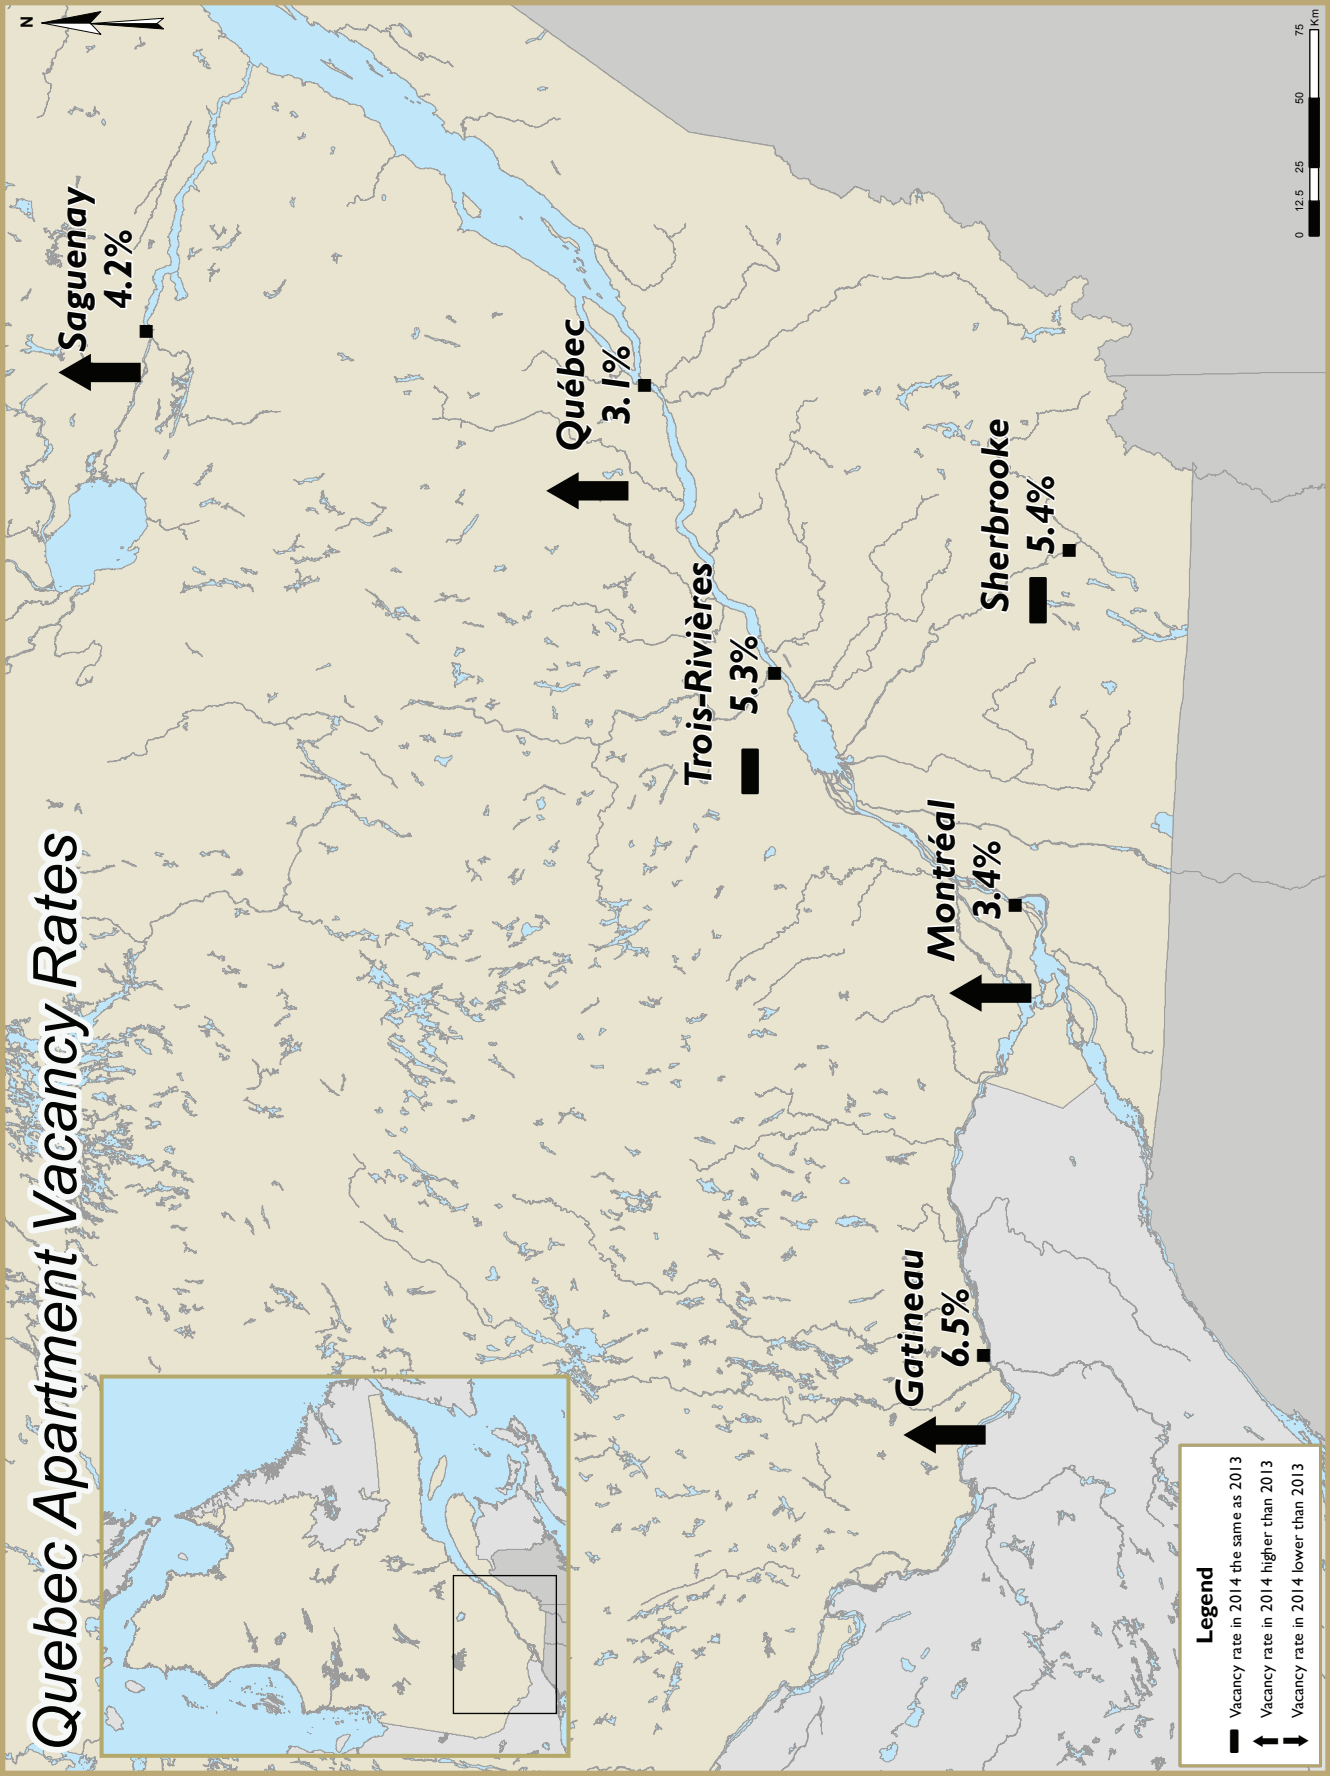 Quebec Apartment Vacancy Rates
N
Saguenay
4.2%
Québec
3.1%
Trois-Rivières
5.3%
Sherbrooke
5.4%
Montréal
3.4%
Gatineau
6.5%
Legend
Vacancy rate in 2014 the same as 2013
Vacancy rate in 2014 higher than 2013
Vacancy rate in 2014 lower than 2013
0 12.5 25 50 75
Km